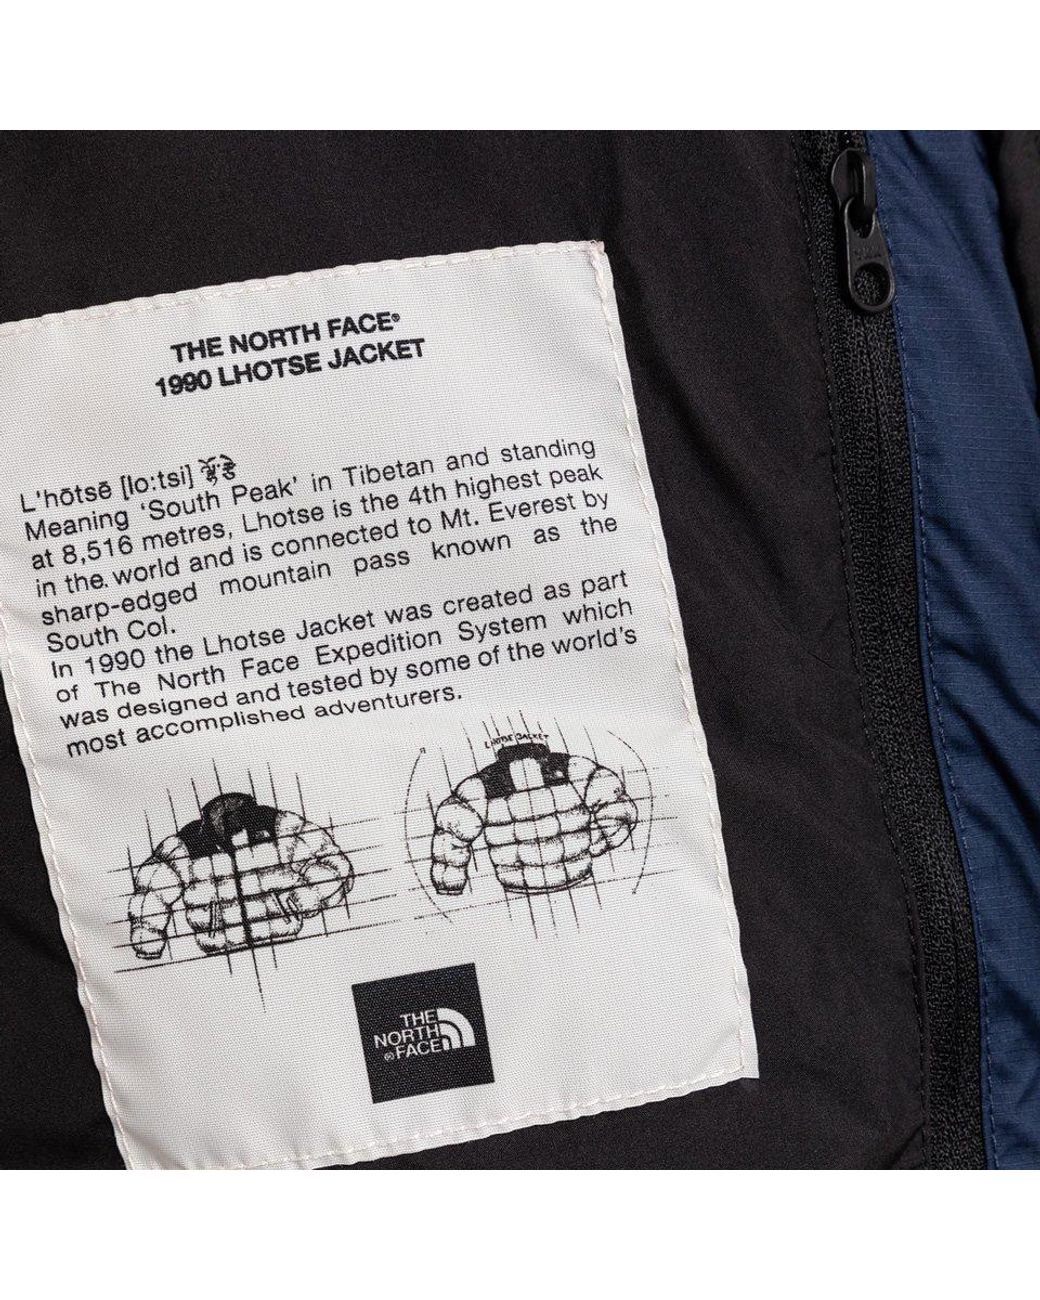 YKK
THE NORTH FACE®
1990 LHOTSE JACKET
L'hōtsē [lo:tsi]
Meaning 'South Peak' in Tibetan and standing
at 8,516 metres, Lhotse is the 4th highest peak
in the world and is connected to Mt. Everest by
sharp-edged mountain pass known as the
South Col.
In 1990 the Lhotse Jacket was created as part
of The North Face Expedition System which
was designed and tested by some of the world's
most accomplished adventurers.
LHOTSE JACKET
THE
NORTH
®FACE